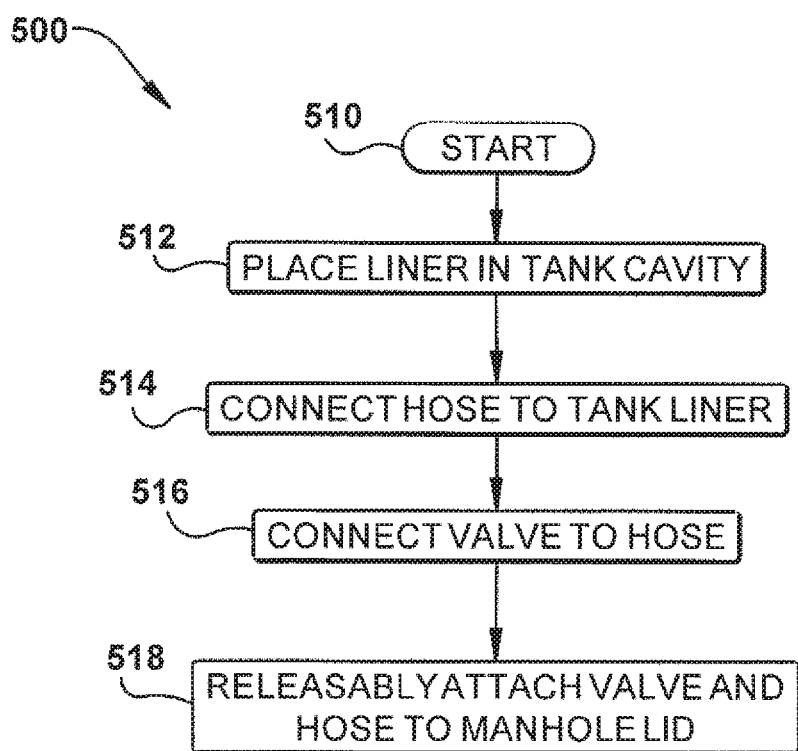 500
510
START
512
PLACE LINER IN TANK CAVITY
514
CONNECT HOSE TO TANK LINER
516
CONNECT VALVE TO HOSE
518
RELEASABLY ATTACH VALVE AND
HOSE TO MANHOLE LID